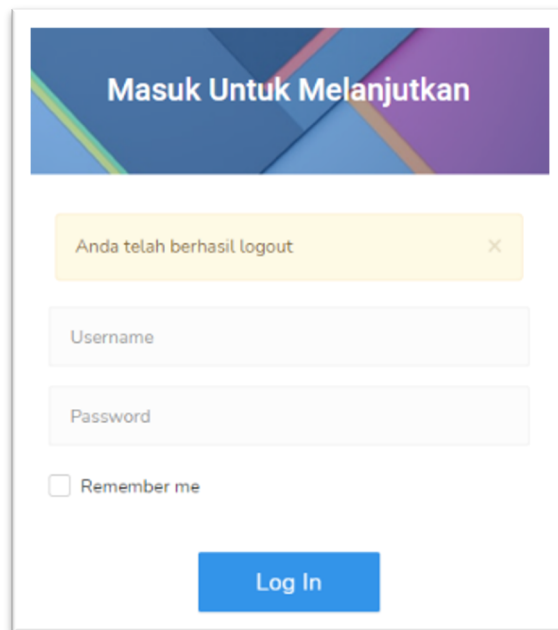 Masuk Untuk Melanjutkan
Anda telah berhasil logout ×
Username
Password
Remember me
Log In